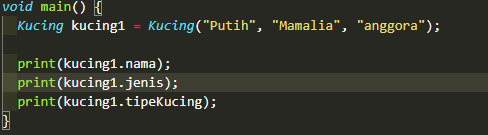 void main() {
  Kucing kucing1 = Kucing("Putih", "Mamalia", "anggora");

  print(kucing1.nama);
  print(kucing1.jenis);
  print(kucing1.tipeKucing);
}